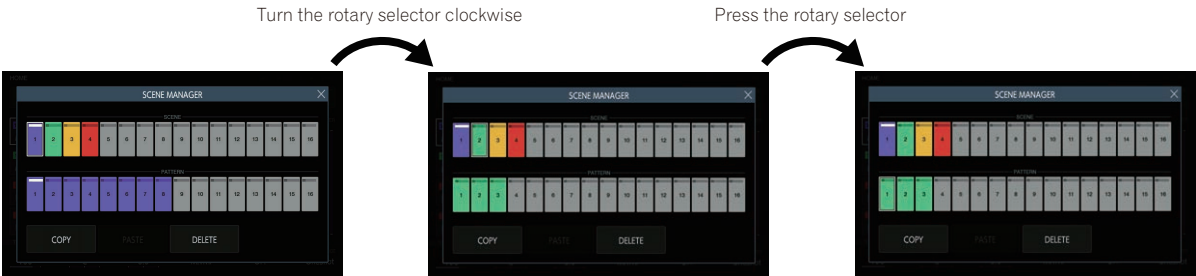 Turn the rotary selector clockwise
Press the rotary selector
HOME
SCENE MANAGER
SCENE
1 2 3 4 5 6 7 8 9 10 11 12 13 14 15 16
PATTERN
1 2 3 4 5 6 7 8 9 10 11 12 13 14 15 16
COPY PASTE DELETE
HOME
SCENE MANAGER
SCENE
1 2 3 4 5 6 7 8 9 10 11 12 13 14 15 16
PATTERN
1 2 3 4 5 6 7 8 9 10 11 12 13 14 15 16
COPY PASTE DELETE
HOME
SCENE MANAGER
SCENE
1 2 3 4 5 6 7 8 9 10 11 12 13 14 15 16
PATTERN
1 2 3 4 5 6 7 8 9 10 11 12 13 14 15 16
COPY PASTE DELETE